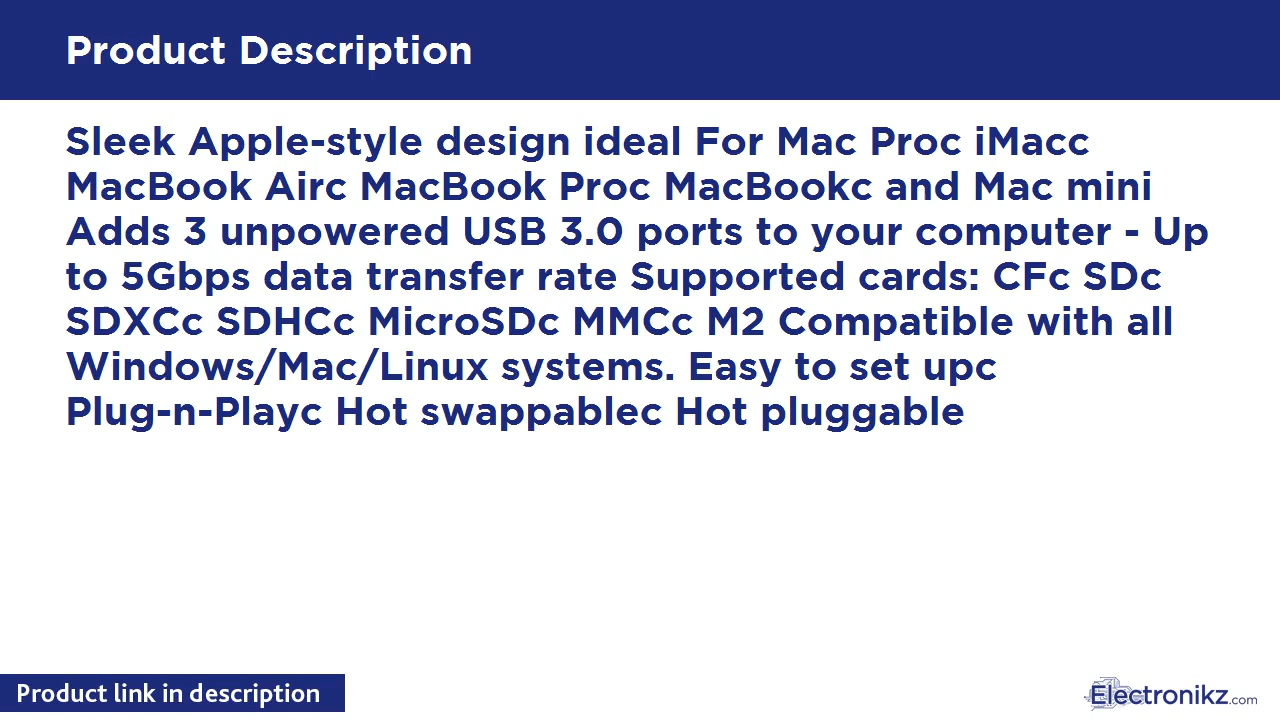 Product Description
Sleek Apple-style design ideal For Mac Proc iMacc
MacBook Airc MacBook Proc MacBookc and Mac mini
Adds 3 unpowered USB 3.0 ports to your computer - Up
to 5Gbps data transfer rate Supported cards: CFc SDc
SDXCc SDHCc MicroSDc MMCc M2 Compatible with all
Windows/Mac/Linux systems. Easy to set upc
Plug-n-Playc Hot swappablec Hot pluggable
Product link in description
Electronikz.com